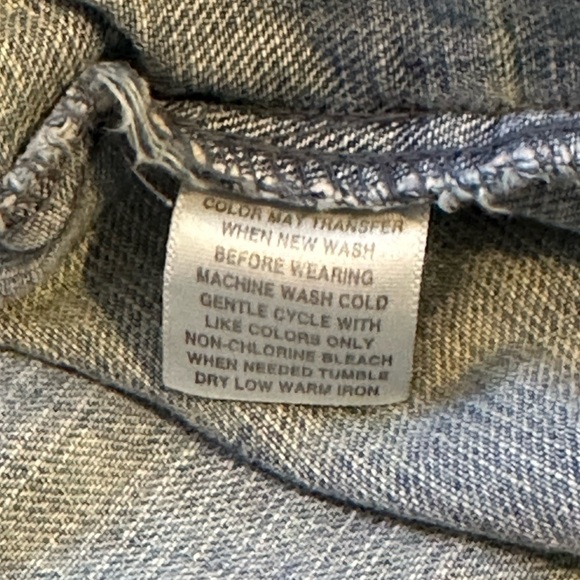 COLOR MAY TRANSFER
WHEN NEW WASH
BEFORE WEARING
MACHINE WASH COLD
GENTLE CYCLE WITH
LIKE COLORS ONLY
NON-CHLORINE BLEACH
WHEN NEEDED TUMBLE
DRY LOW WARM IRON